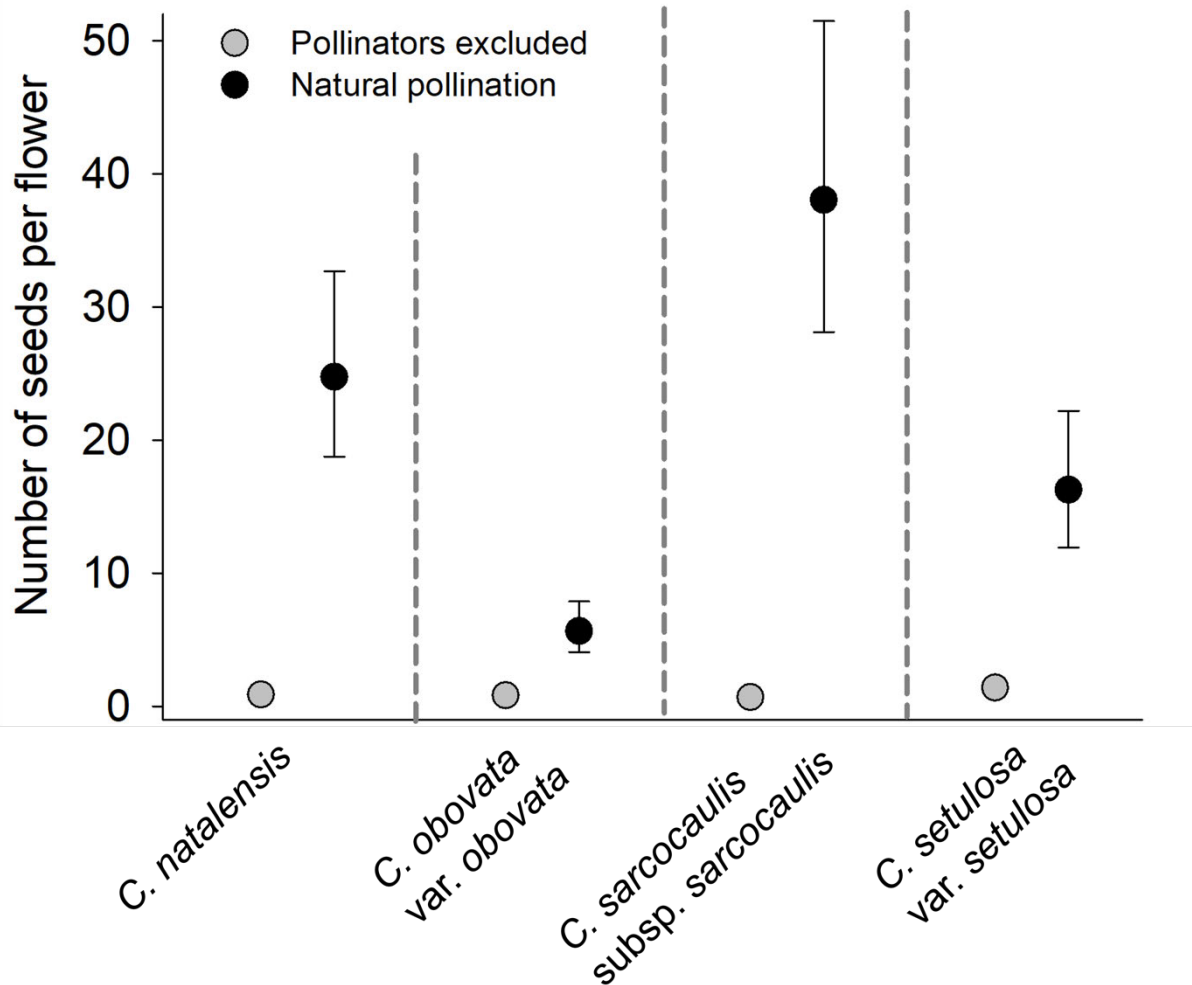 Number of seeds per flower
50
40
30
20
10
0
Pollinators excluded
Natural pollination
C. natalensis
C. obovata
var. obovata
C. sarcocaulis
subsp. sarcocaulis
C. setulosa
var. setulosa